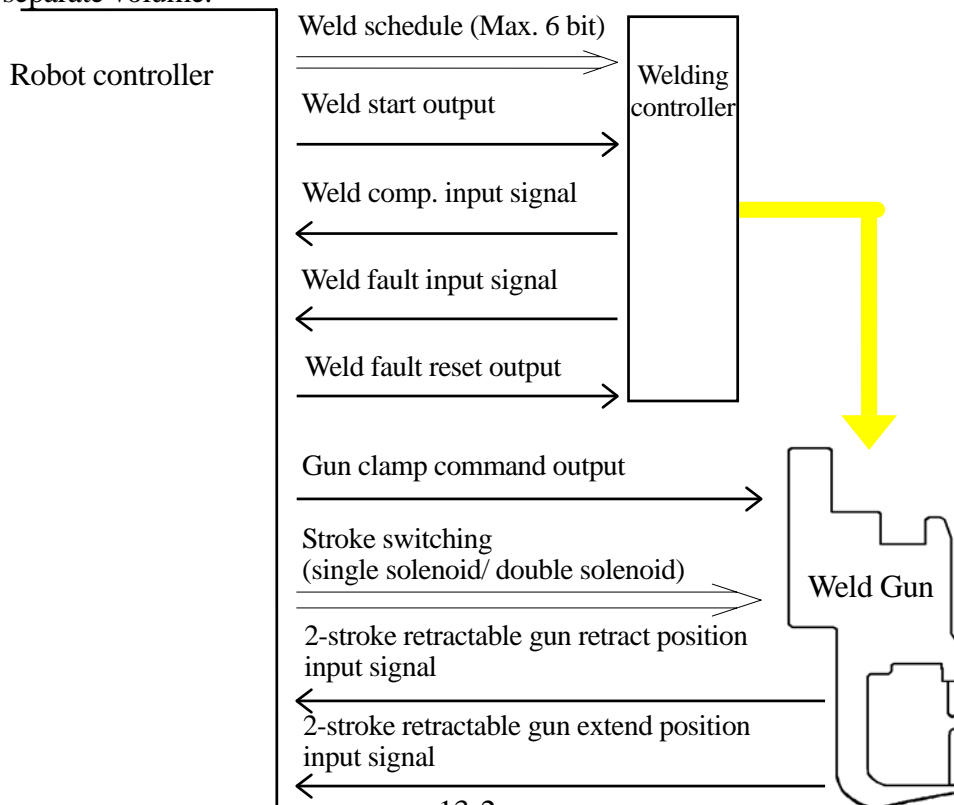 separate volume.
Weld schedule (Max. 6 bit)
Robot controller
Welding
controller
Weld start output
Weld comp. input signal
Weld fault input signal
Weld fault reset output
Gun clamp command output
Stroke switching
(single solenoid/ double solenoid)
Weld Gun
2-stroke retractable gun retract position
input signal
2-stroke retractable gun extend position
input signal
13-2